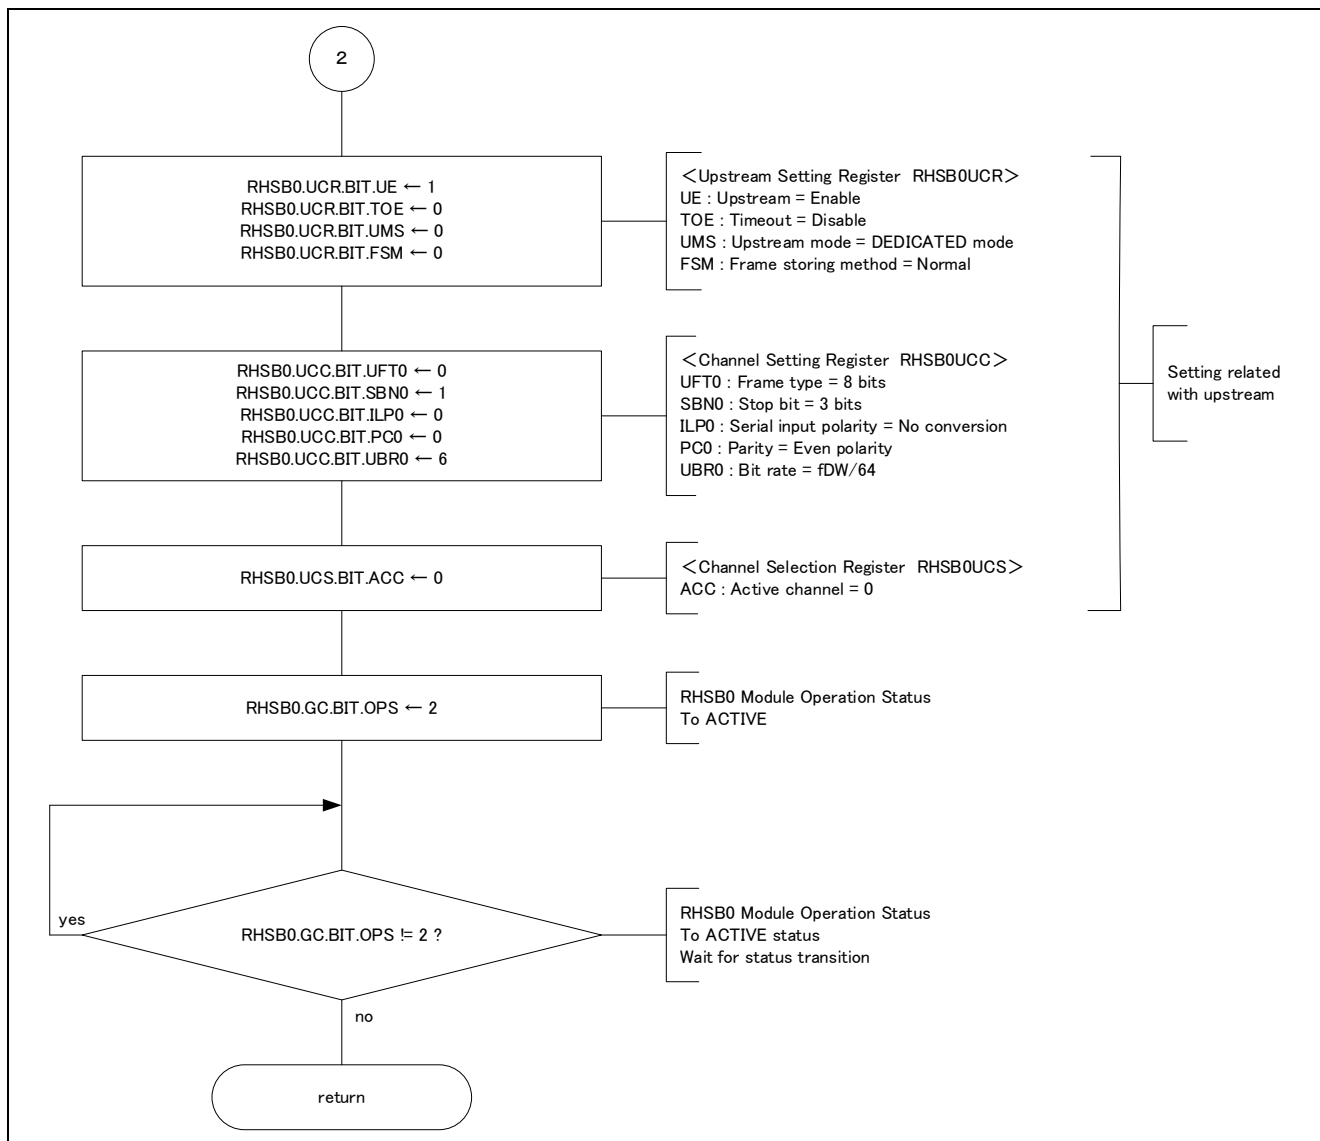 2
RHSB0.UCR.BIT.UE ← 1
RHSB0.UCR.BIT.TOE ← 0
RHSB0.UCR.BIT.UMS ← 0
RHSB0.UCR.BIT.FSM ← 0
<Upstream Setting Register RHSB0UCR>
UE : Upstream = Enable
TOE : Timeout = Disable
UMS : Upstream mode = DEDICATED mode
FSM : Frame storing method = Normal
RHSB0.UCC.BIT.UFT0 ← 0
RHSB0.UCC.BIT.SBN0 ← 1
RHSB0.UCC.BIT.ILP0 ← 0
RHSB0.UCC.BIT.PC0 ← 0
RHSB0.UCC.BIT.UBR0 ← 6
<Channel Setting Register RHSB0UCC>
UFT0 : Frame type = 8 bits
SBN0 : Stop bit = 3 bits
ILP0 : Serial input polarity = No conversion
PC0 : Parity = Even polarity
UBR0 : Bit rate = fDW/64
Setting related
with upstream
RHSB0.UCS.BIT.ACC ← 0
<Channel Selection Register RHSB0UCS>
ACC : Active channel = 0
RHSB0.GC.BIT.OPS ← 2
RHSB0 Module Operation Status
To ACTIVE
yes
RHSB0.GC.BIT.OPS != 2 ?
RHSB0 Module Operation Status
To ACTIVE status
Wait for status transition
no
return